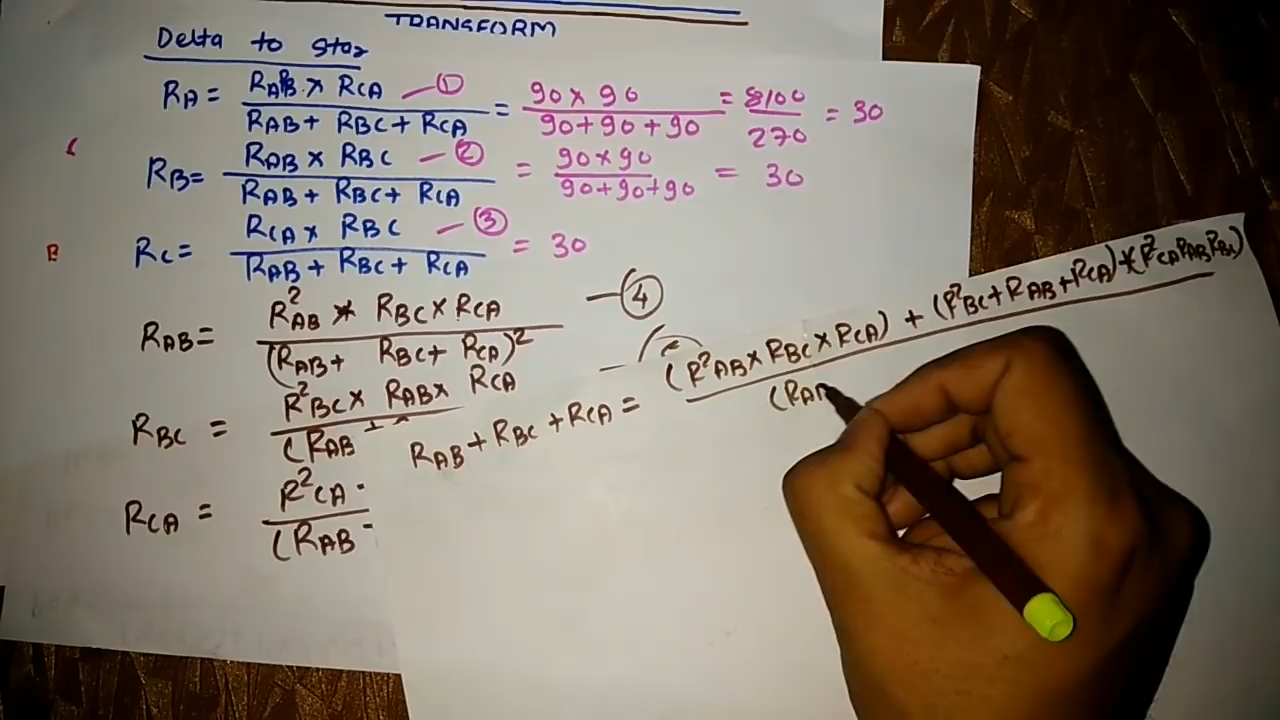 TRANSFORM
Delta to star
RA = RAB × RCA — ① = 90 × 90 = 8100 = 30
RAB + RBC + RCA 90 + 90 + 90 270
RB = RAB × RBC — ② = 90 × 90 = 30
RAB + RBC + RCA 90 + 90 + 90
RC = RCA × RBC — ③ = 30
RAB + RBC + RCA
B
RAB = R²AB × RBC × RCA — ④
(RAB + RBC + RCA)²
RBC = R²BC × RAB × RCA
(RAB +
RCA = R²CA
(RAB
RAB + RBC + RCA = (R²AB × RBC × RCA) + (R²BC + RAB + RCA) + (R²CA RAB RBC)
(RAB